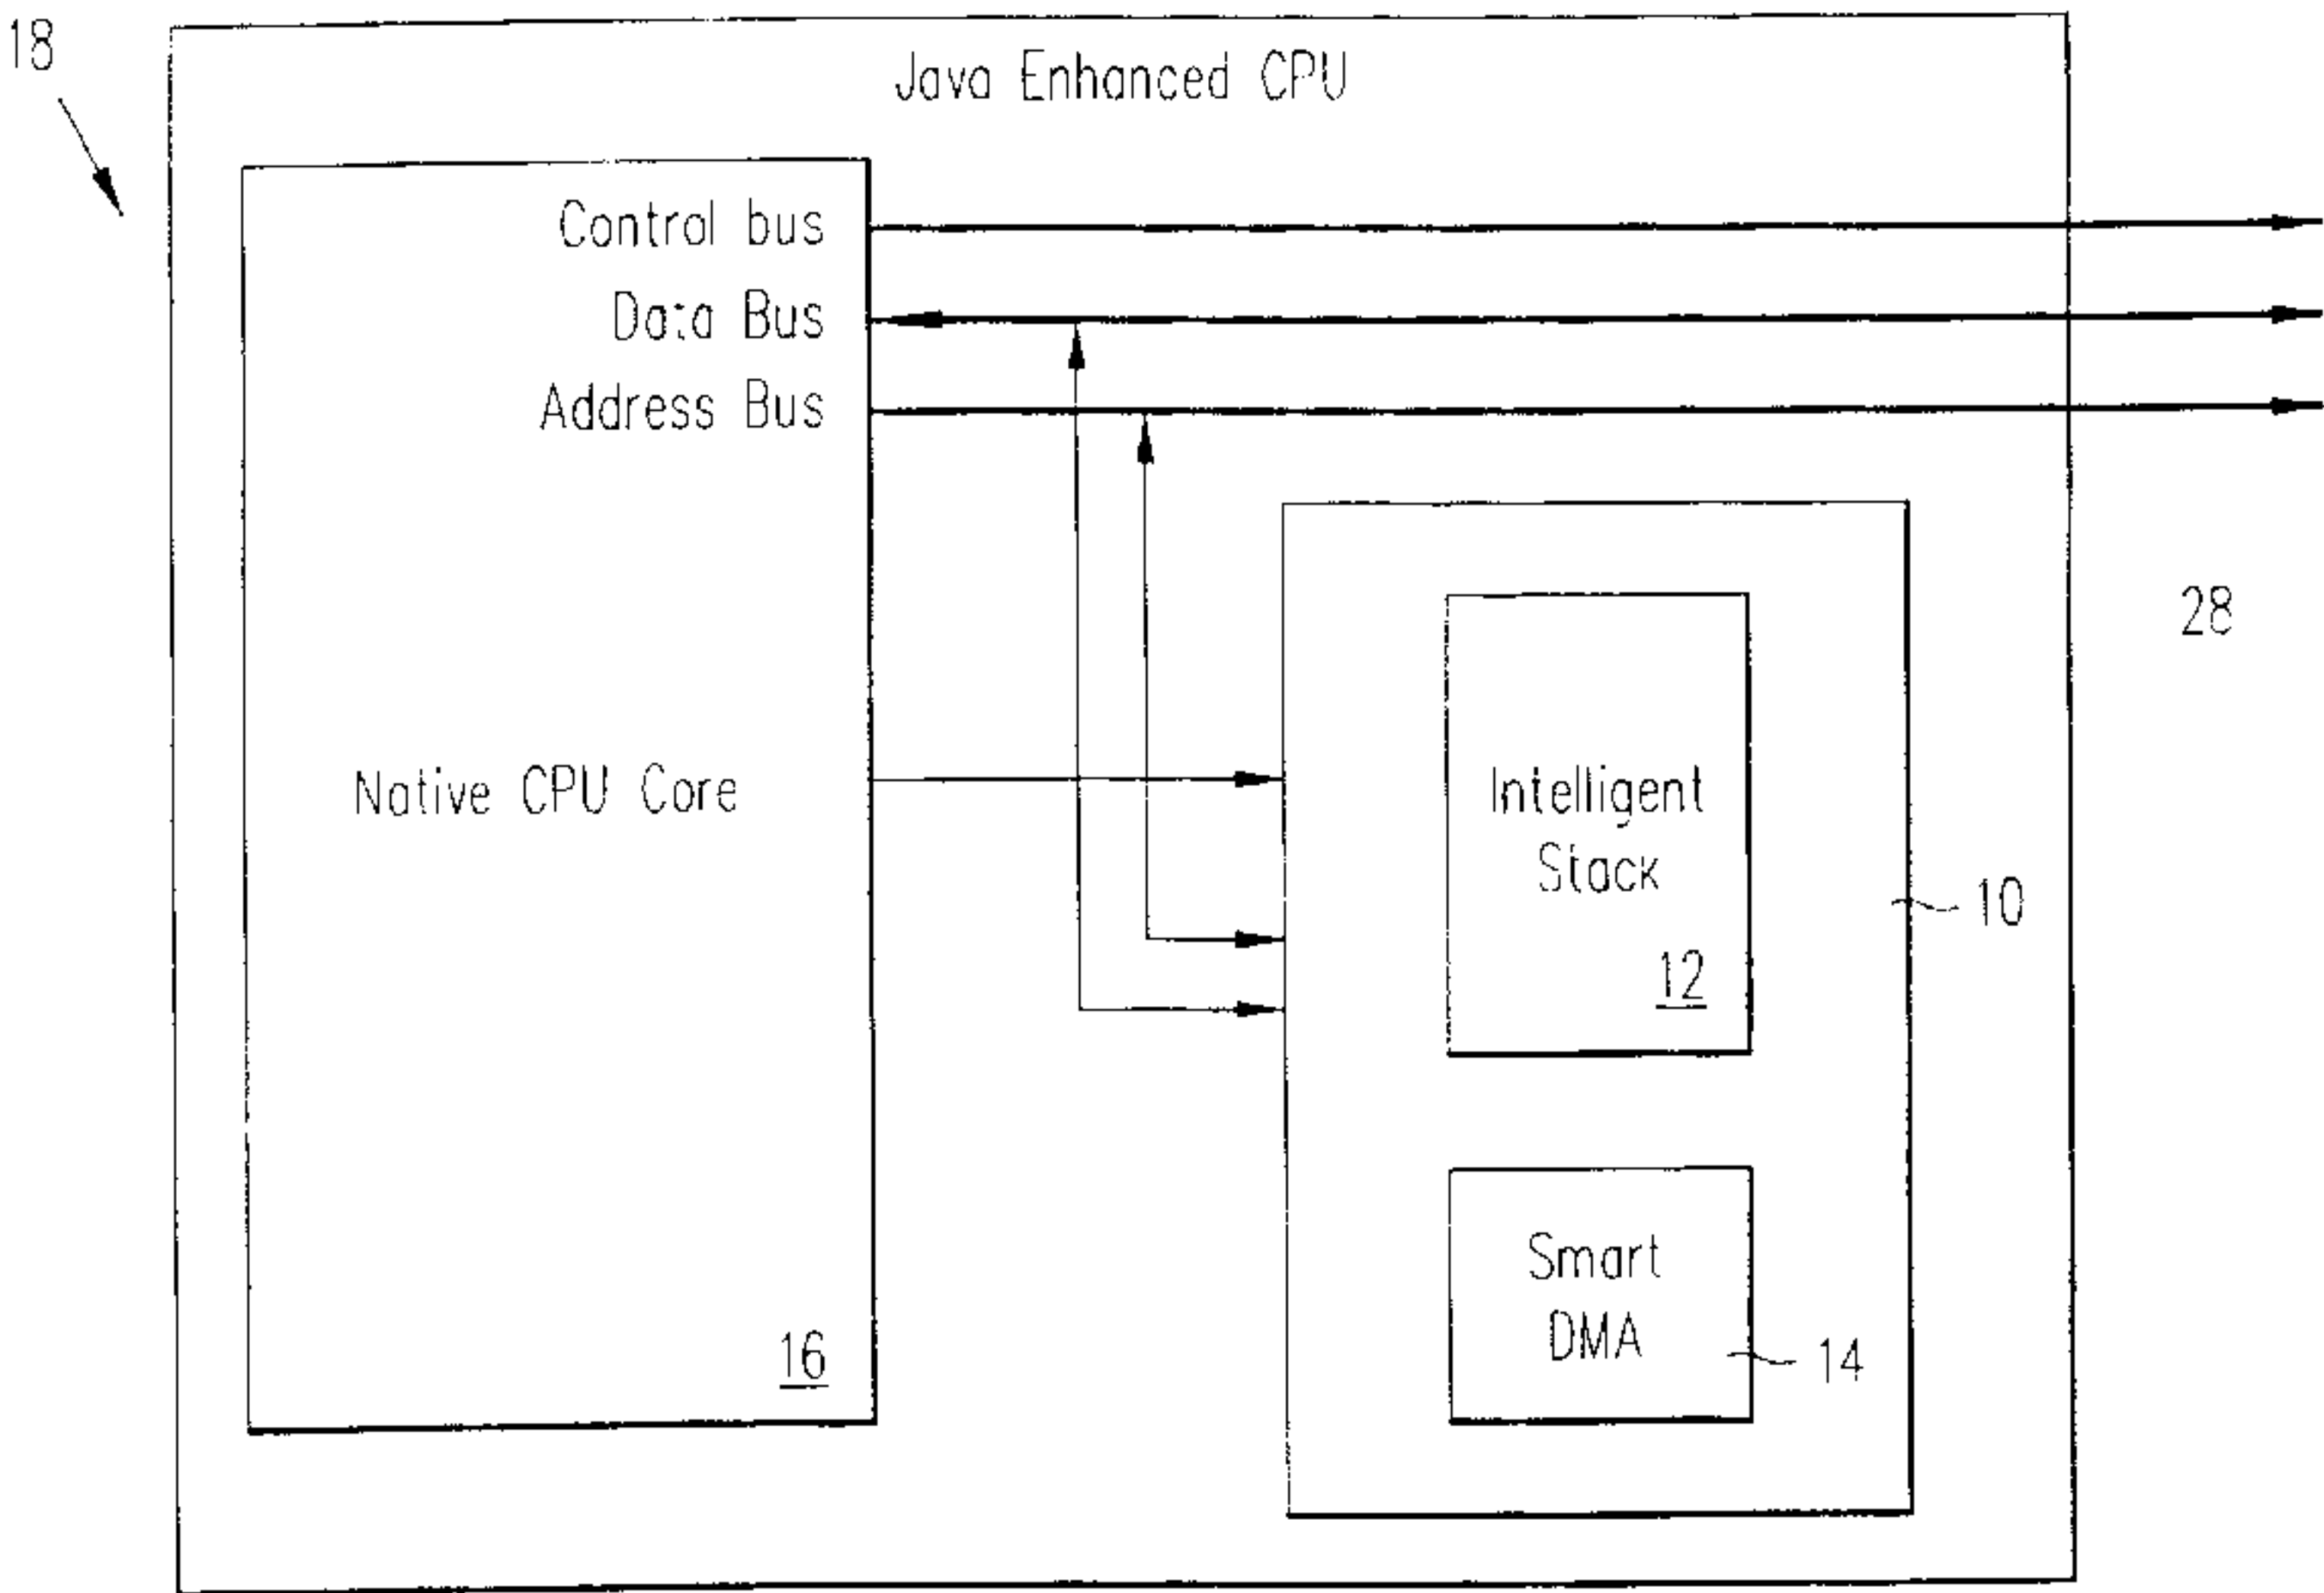 18
Java Enhanced CPU
Control bus
Data Bus
Address Bus
28
Native CPU Core
Intelligent
Stack
10
12
Smart
DMA
14
16